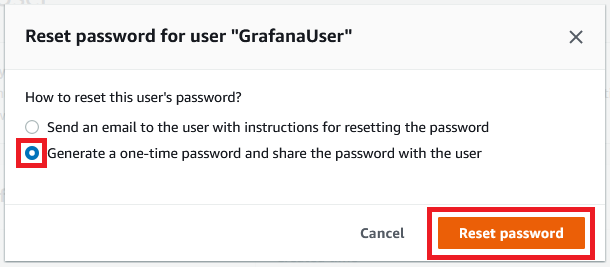 Reset password for user "GrafanaUser"
How to reset this user's password?
Send an email to the user with instructions for resetting the password
Generate a one-time password and share the password with the user
Cancel
Reset password